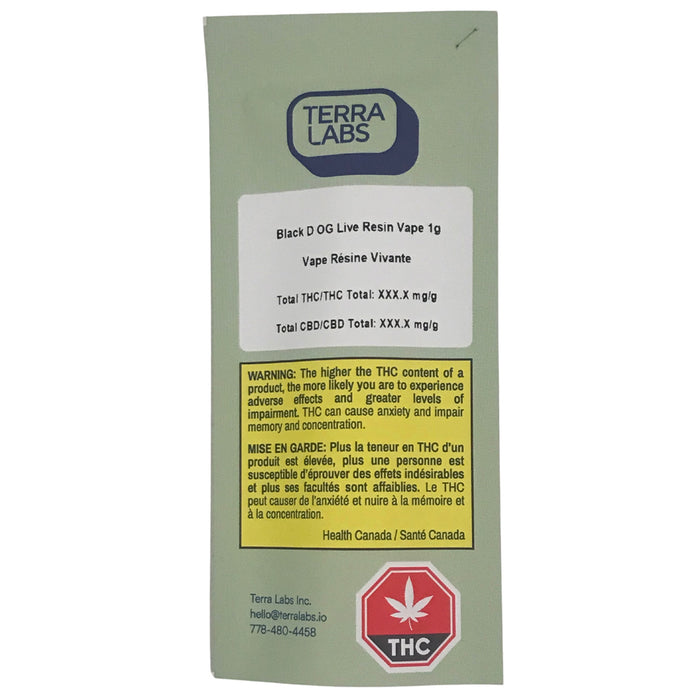 TERRA
LABS
Black D OG Live Resin Vape 1g
Vape Résine Vivante
Total THC/THC Total: XXX.X mg/g
Total CBD/CBD Total: XXX.X mg/g
WARNING: The higher the THC content of a
product, the more likely you are to experience
adverse effects and greater levels of
impairment. THC can cause anxiety and impair
memory and concentration.
MISE EN GARDE: Plus la teneur en THC d'un
produit est élevée, plus une personne est
susceptible d'éprouver des effets indésirables
et plus ses facultés sont affaiblies. Le THC
peut causer de l'anxiété et nuire à la mémoire et
à la concentration.
Health Canada / Santé Canada
Terra Labs Inc.
hello@terralabs.io
778-480-4458
THC